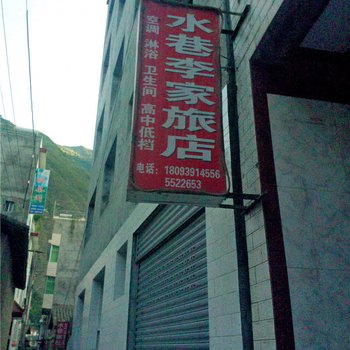 水巷李家旅店
空调 淋浴 卫生间 高中低档
电话：18093914556
5522653